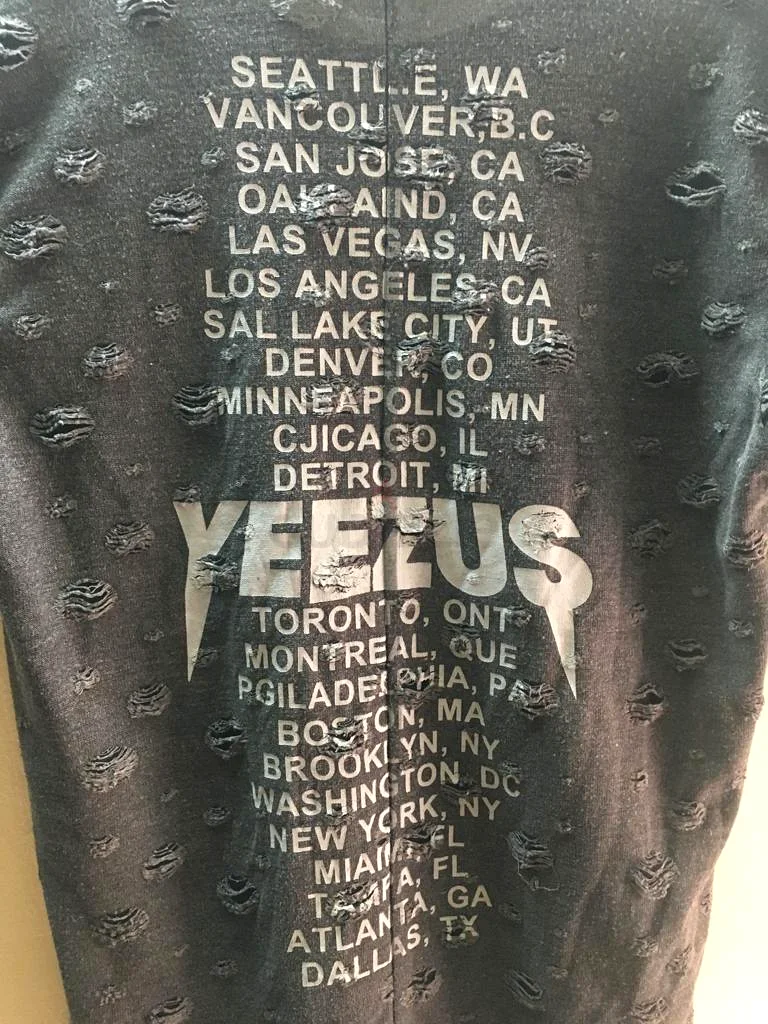 SEATTLE, WA
VANCOUVER,B.C
SAN JOSE, CA
OAKLAIND, CA
LAS VEGAS, NV
LOS ANGELES, CA
SAL LAKE CITY, UT
DENVER, CO
MINNEAPOLIS, MN
CJICAGO, IL
DETROIT, MI
YEEZUS
TORONTO, ONT
MONTREAL, QUE
PGILADELPHIA, PA
BOSTON, MA
BROOKLYN, NY
WASHINGTON, DC
NEW YORK, NY
MIAMI, FL
TAMPA, FL
ATLANTA, GA
DALLAS, TX